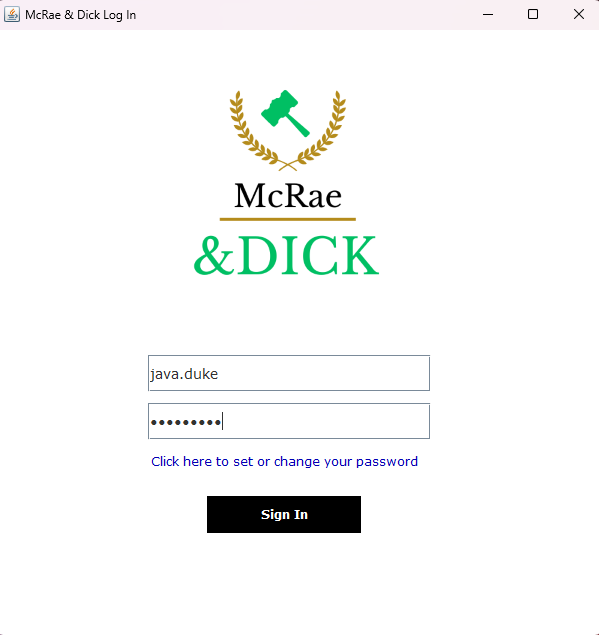 McRae & Dick Log In
McRae
&DICK
java.duke
•••••••••
Click here to set or change your password
Sign In